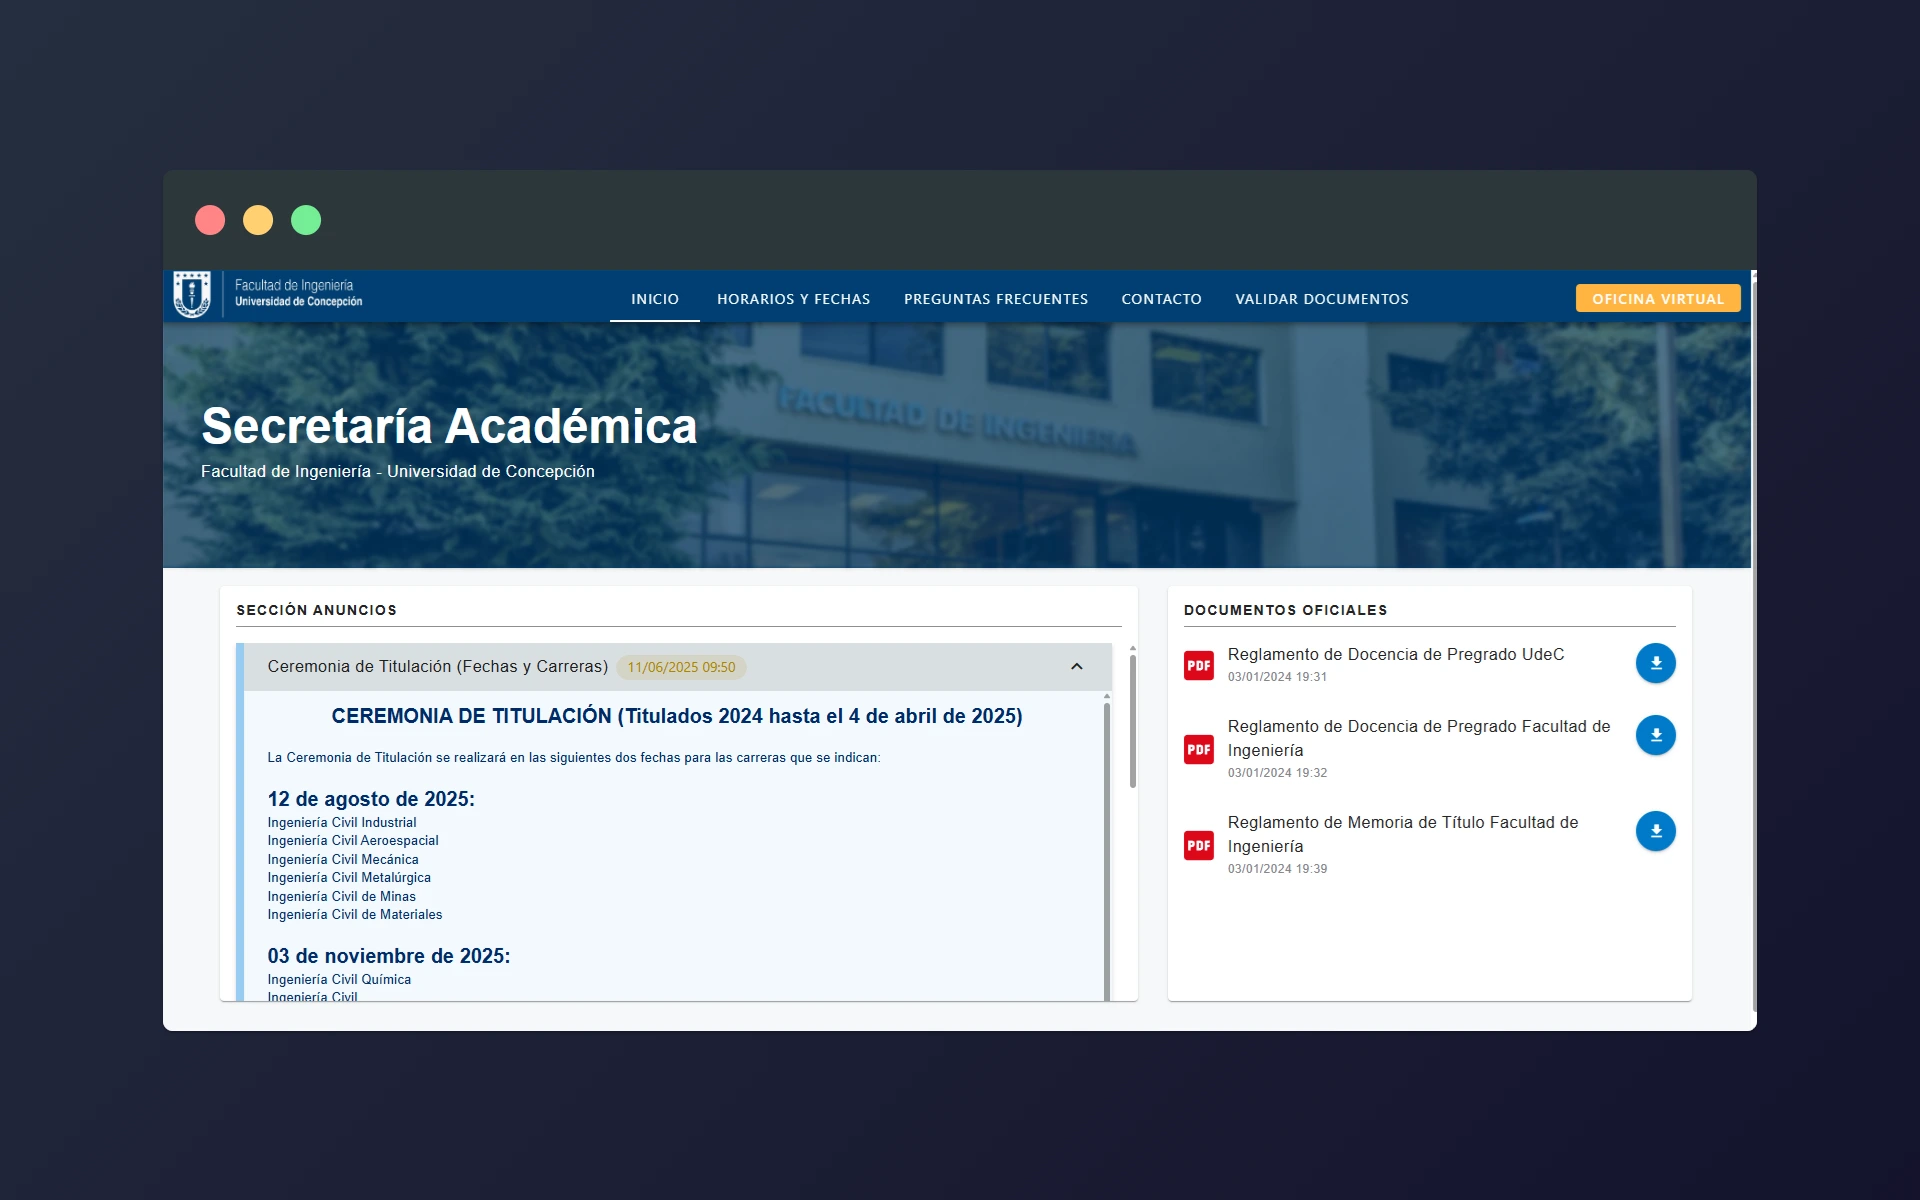 Facultad de Ingeniería
Universidad de Concepción
INICIO
HORARIOS Y FECHAS
PREGUNTAS FRECUENTES
CONTACTO
VALIDAR DOCUMENTOS
OFICINA VIRTUAL
FACULTAD DE INGENIERIA
Secretaría Académica
Facultad de Ingeniería - Universidad de Concepción
SECCIÓN ANUNCIOS
Ceremonia de Titulación (Fechas y Carreras) 11/06/2025 09:50
CEREMONIA DE TITULACIÓN (Titulados 2024 hasta el 4 de abril de 2025)
La Ceremonia de Titulación se realizará en las siguientes dos fechas para las carreras que se indican:
12 de agosto de 2025:
Ingeniería Civil Industrial
Ingeniería Civil Aeroespacial
Ingeniería Civil Mecánica
Ingeniería Civil Metalúrgica
Ingeniería Civil de Minas
Ingeniería Civil de Materiales
03 de noviembre de 2025:
Ingeniería Civil Química
Ingeniería Civil
DOCUMENTOS OFICIALES
PDF
Reglamento de Docencia de Pregrado UdeC
03/01/2024 19:31
PDF
Reglamento de Docencia de Pregrado Facultad de
Ingeniería
03/01/2024 19:32
PDF
Reglamento de Memoria de Título Facultad de
Ingeniería
03/01/2024 19:39